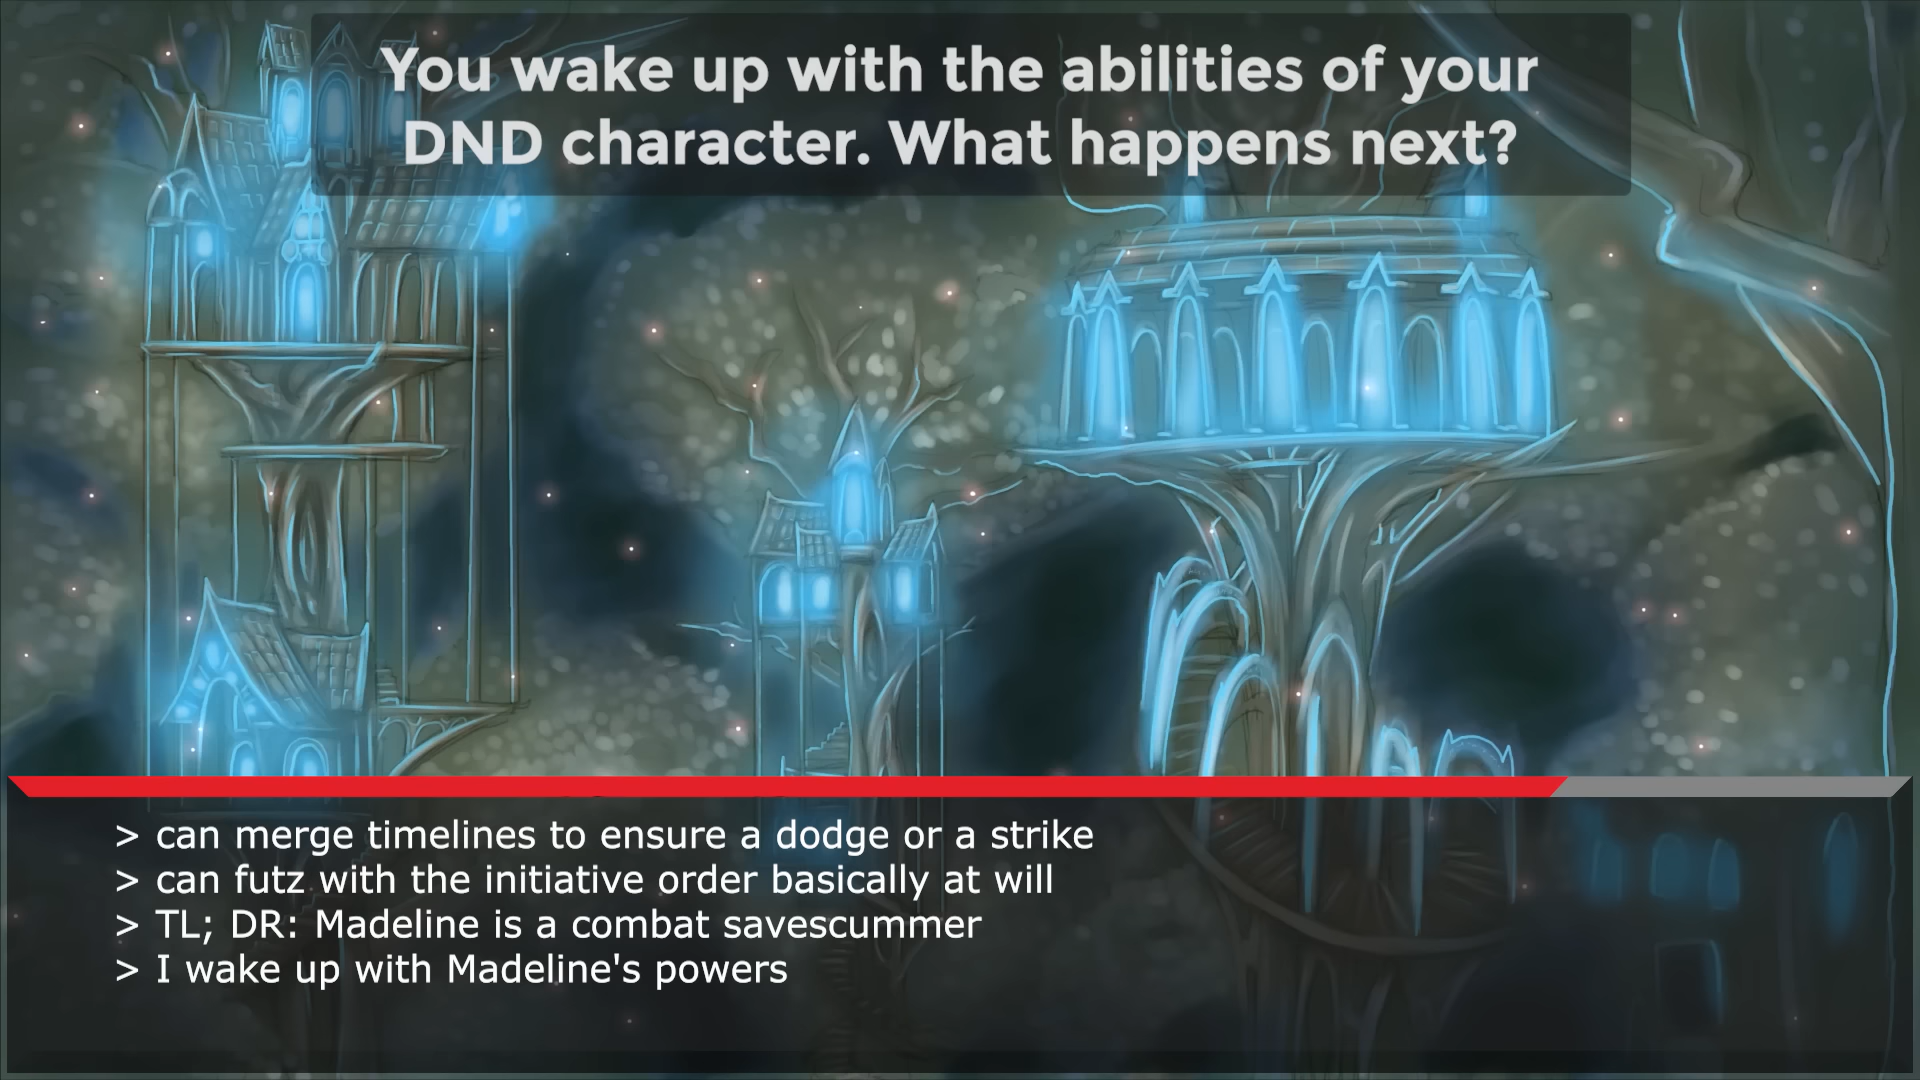 You wake up with the abilities of your
DND character. What happens next?
> can merge timelines to ensure a dodge or a strike
> can futz with the initiative order basically at will
> TL; DR: Madeline is a combat savescummer
> I wake up with Madeline's powers